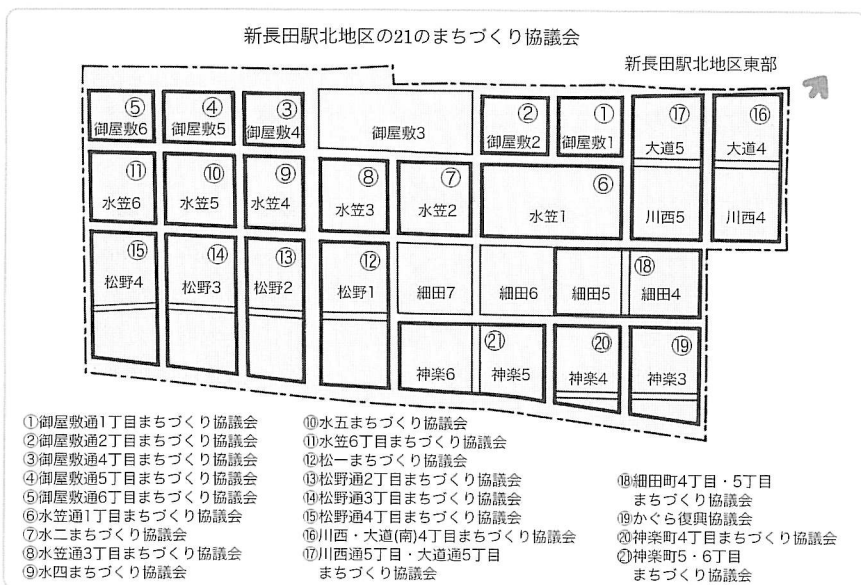 新長田駅北地区の21のまちづくり協議会
新長田駅北地区東部
⑤ ④ ③ ② ① ⑰ ⑯
御屋敷6 御屋敷5 御屋敷4 御屋敷3 御屋敷2 御屋敷1 大道5 大道4
⑪ ⑩ ⑨ ⑧ ⑦ ⑥
水笠6 水笠5 水笠4 水笠3 水笠2 水笠1 川西5 川西4
⑮ ⑭ ⑬ ⑫ ⑱
松野4 松野3 松野2 松野1 細田7 細田6 細田5 細田4
㉑ ⑳ ⑲
神楽6 神楽5 神楽4 神楽3
①御屋敷通1丁目まちづくり協議会
②御屋敷通2丁目まちづくり協議会
③御屋敷通4丁目まちづくり協議会
④御屋敷通5丁目まちづくり協議会
⑤御屋敷通6丁目まちづくり協議会
⑥水笠通1丁目まちづくり協議会
⑦水二まちづくり協議会
⑧水笠通3丁目まちづくり協議会
⑨水四まちづくり協議会
⑩水五まちづくり協議会
⑪水笠6丁目まちづくり協議会
⑫松一まちづくり協議会
⑬松野通2丁目まちづくり協議会
⑭松野通3丁目まちづくり協議会
⑮松野通4丁目まちづくり協議会
⑯川西・大道(南)4丁目まちづくり協議会
⑰川西通5丁目・大道通5丁目
まちづくり協議会
⑱細田町4丁目・5丁目
まちづくり協議会
⑲かぐら復興協議会
⑳神楽町4丁目まちづくり協議会
㉑神楽町5・6丁目
まちづくり協議会